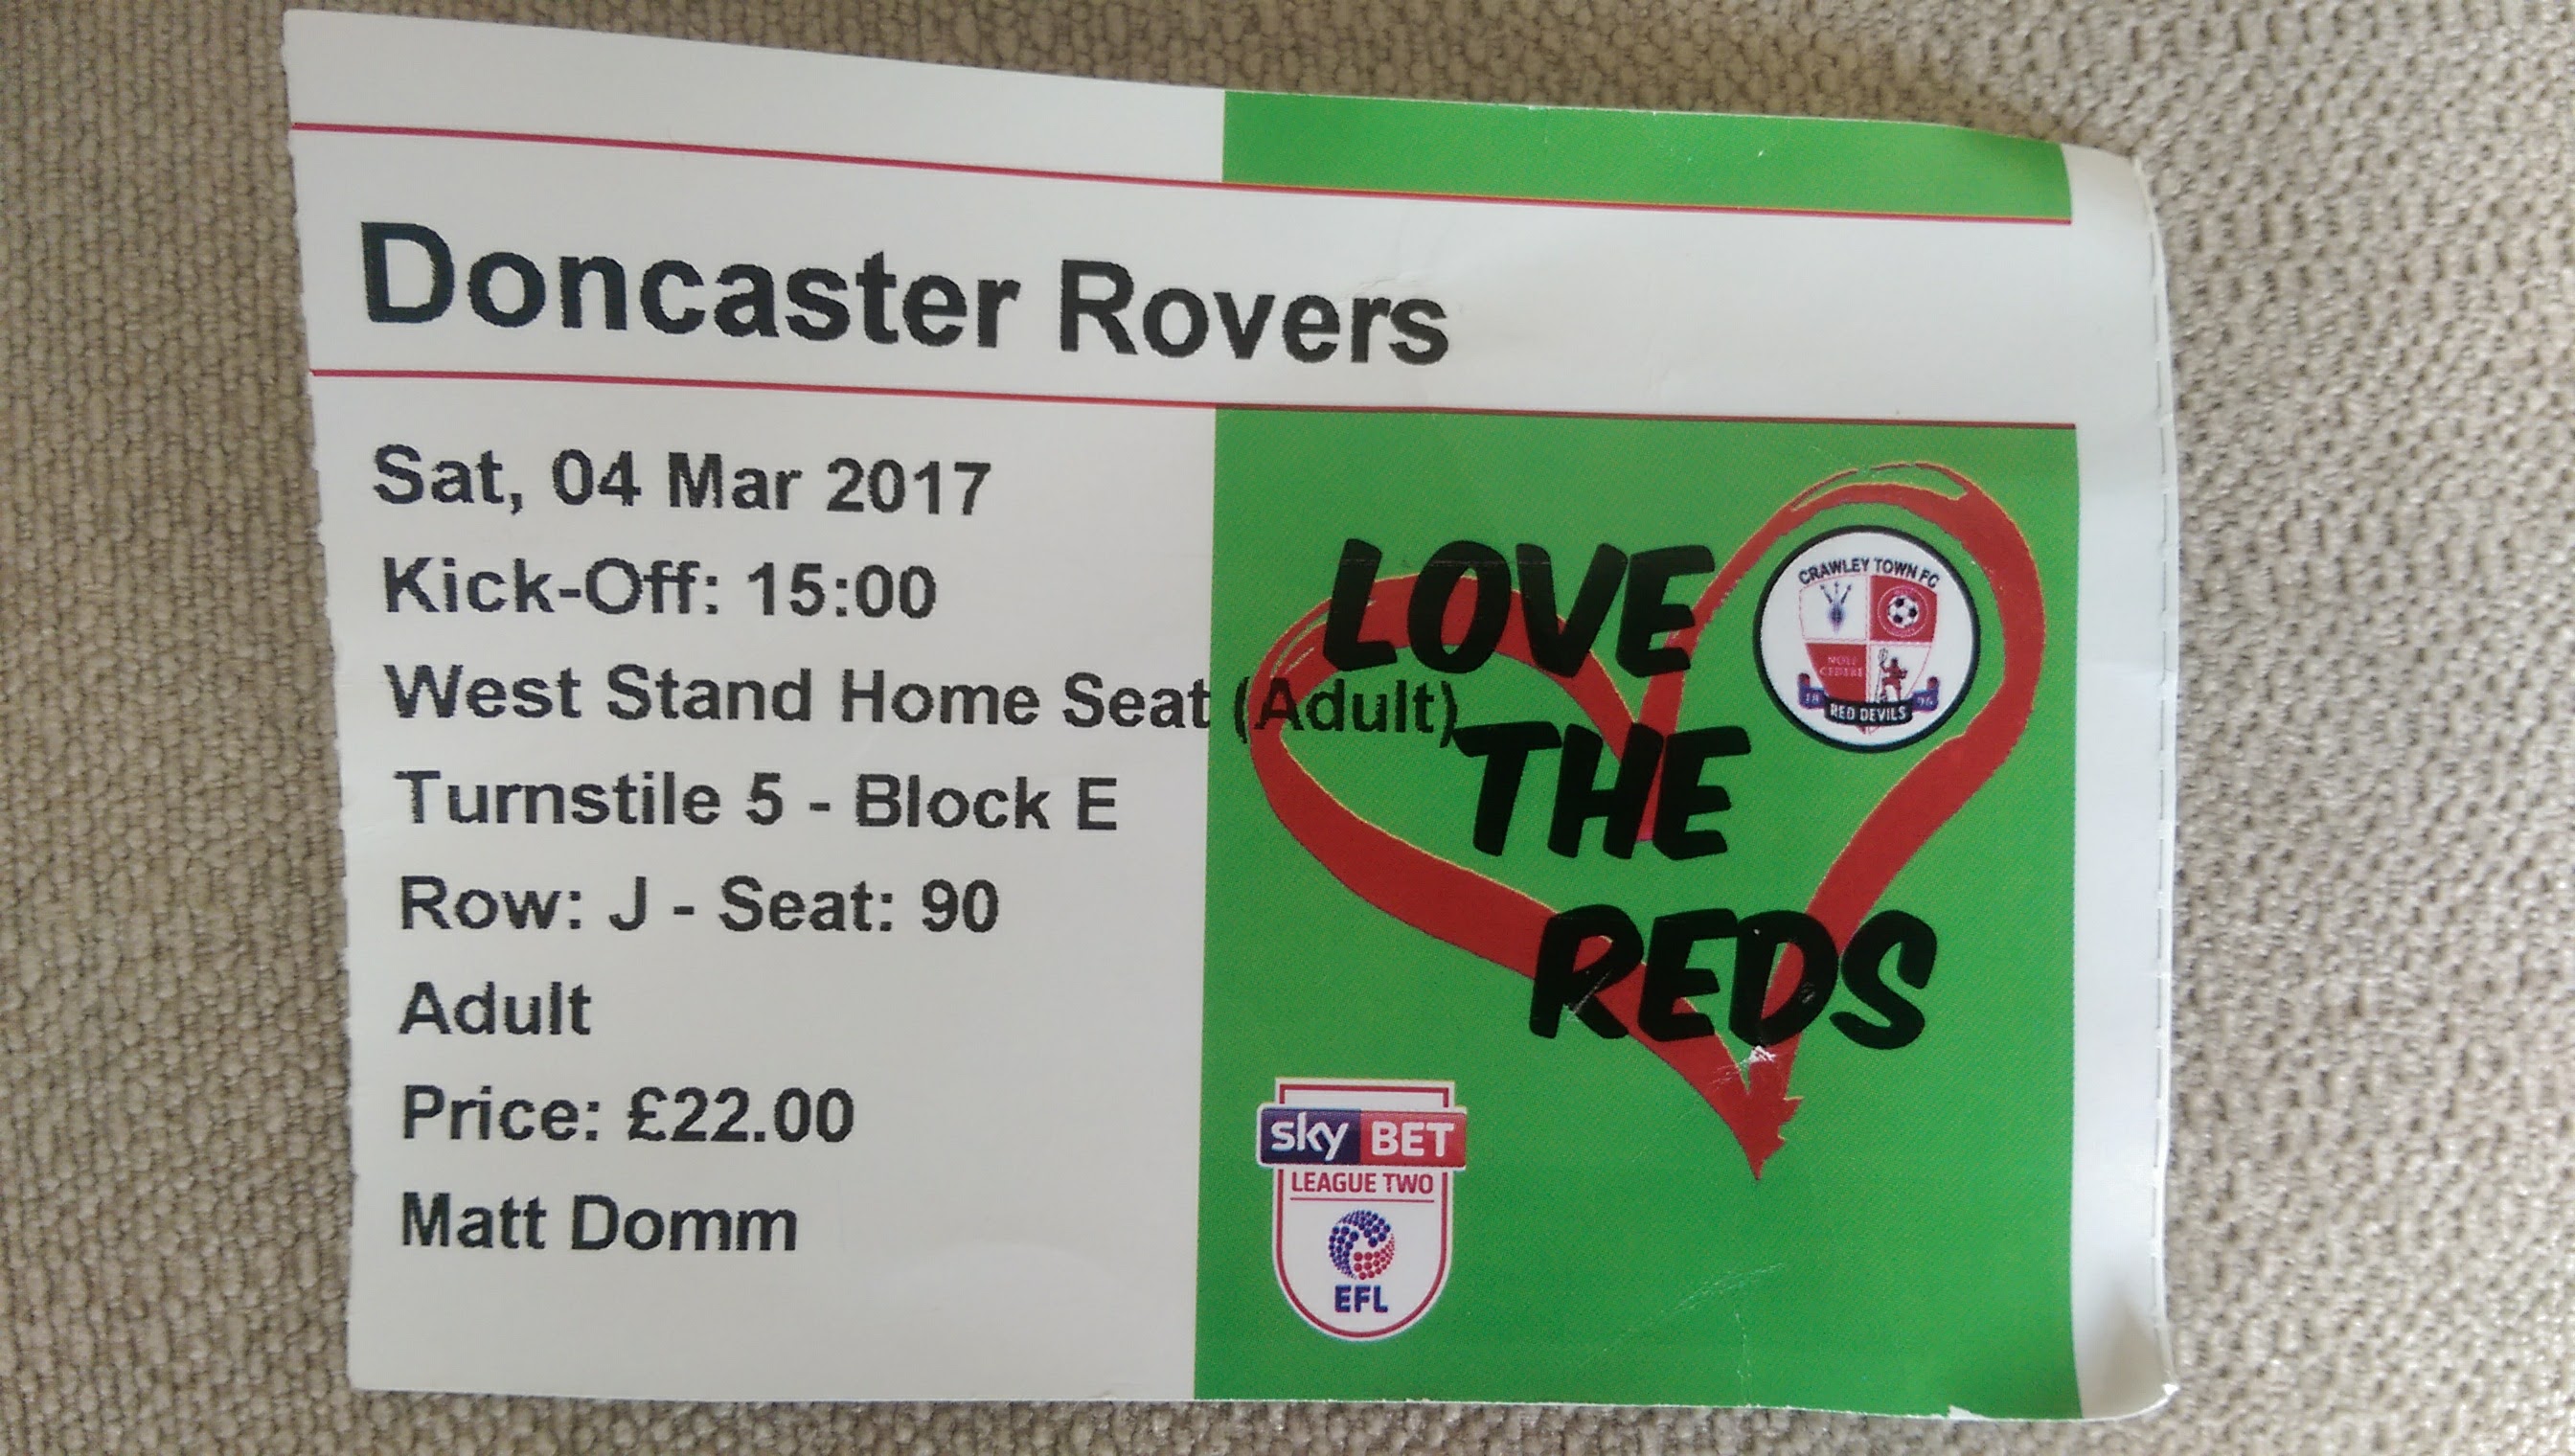 Doncaster Rovers
Sat, 04 Mar 2017
Kick-Off: 15:00
West Stand Home Seat (Adult)
Turnstile 5 - Block E
Row: J - Seat: 90
Adult
Price: £22.00
Matt Domm
LOVE
THE
REDS
CRAWLEY TOWN FC
18 96
RED DEVILS
sky BET
LEAGUE TWO
EFL